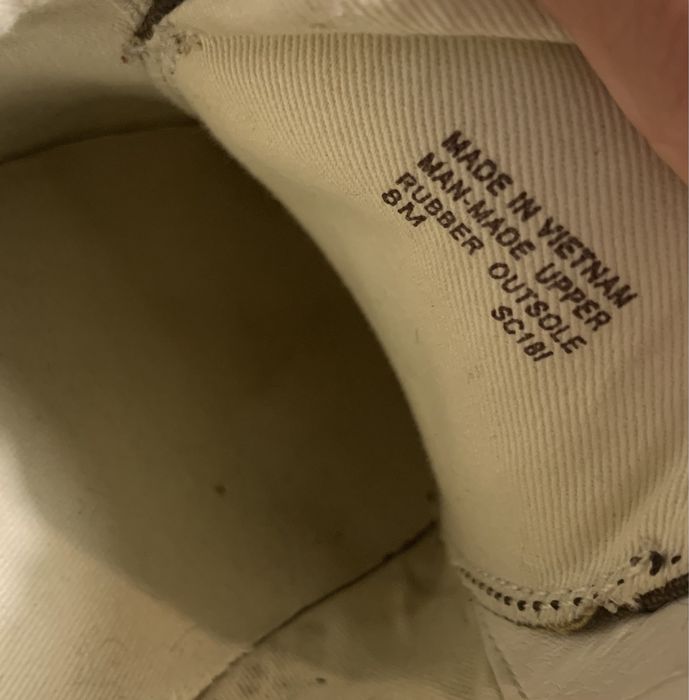 MADE IN VIETNAM
MAN-MADE UPPER
RUBBER OUTSOLE
8M SC18I